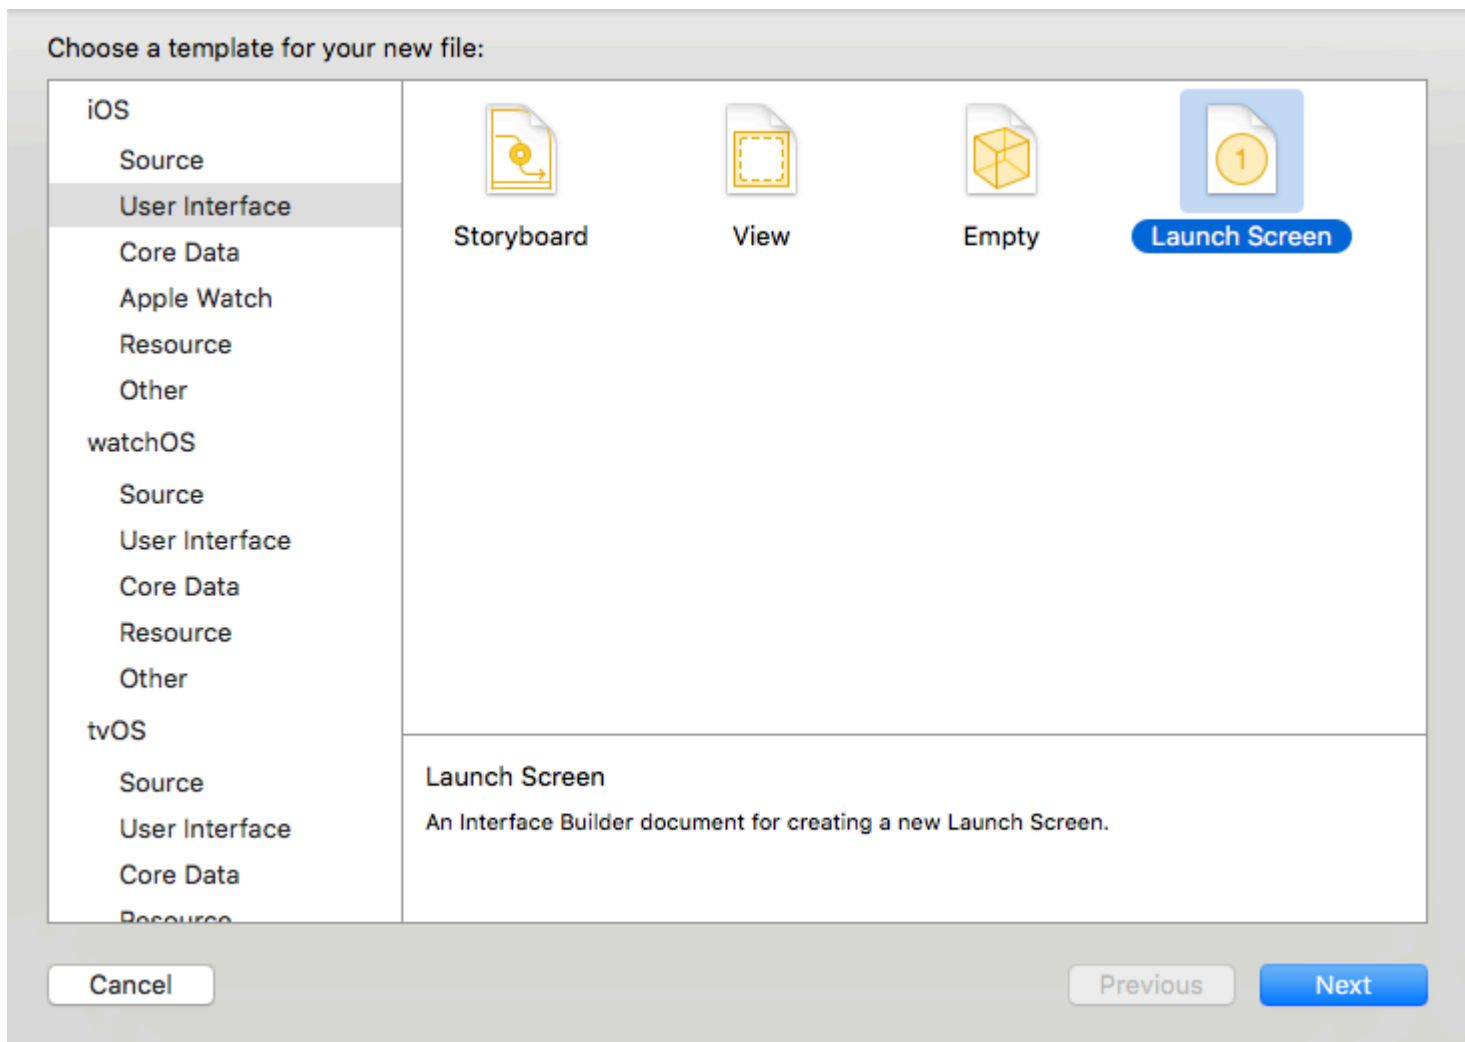 Choose a template for your new file:
iOS
Source
User Interface
Core Data
Apple Watch
Resource
Other
watchOS
Source
User Interface
Core Data
Resource
Other
tvOS
Source
User Interface
Core Data
Resource
Storyboard
View
Empty
1
Launch Screen
Launch Screen
An Interface Builder document for creating a new Launch Screen.
Cancel
Previous
Next